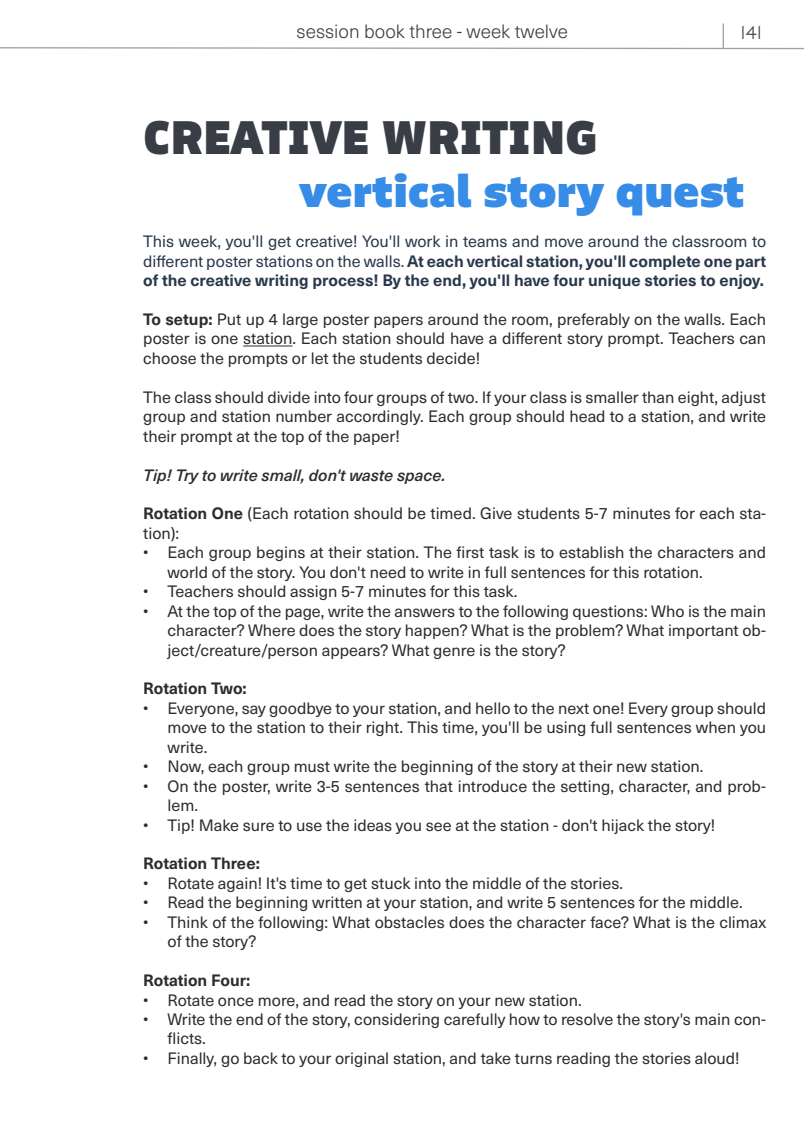 session book three - week twelve
141
CREATIVE WRITING
vertical story quest
This week, you'll get creative! You'll work in teams and move around the classroom to
different poster stations on the walls. At each vertical station, you'll complete one part
of the creative writing process! By the end, you'll have four unique stories to enjoy.
To setup: Put up 4 large poster papers around the room, preferably on the walls. Each
poster is one station. Each station should have a different story prompt. Teachers can
choose the prompts or let the students decide!
The class should divide into four groups of two. If your class is smaller than eight, adjust
group and station number accordingly. Each group should head to a station, and write
their prompt at the top of the paper!
Tip! Try to write small, don't waste space.
Rotation One (Each rotation should be timed. Give students 5-7 minutes for each sta-
tion):
• Each group begins at their station. The first task is to establish the characters and
world of the story. You don't need to write in full sentences for this rotation.
• Teachers should assign 5-7 minutes for this task.
• At the top of the page, write the answers to the following questions: Who is the main
character? Where does the story happen? What is the problem? What important ob-
ject/creature/person appears? What genre is the story?
Rotation Two:
• Everyone, say goodbye to your station, and hello to the next one! Every group should
move to the station to their right. This time, you'll be using full sentences when you
write.
• Now, each group must write the beginning of the story at their new station.
• On the poster, write 3-5 sentences that introduce the setting, character, and prob-
lem.
• Tip! Make sure to use the ideas you see at the station - don't hijack the story!
Rotation Three:
• Rotate again! It's time to get stuck into the middle of the stories.
• Read the beginning written at your station, and write 5 sentences for the middle.
• Think of the following: What obstacles does the character face? What is the climax
of the story?
Rotation Four:
• Rotate once more, and read the story on your new station.
• Write the end of the story, considering carefully how to resolve the story's main con-
flicts.
• Finally, go back to your original station, and take turns reading the stories aloud!